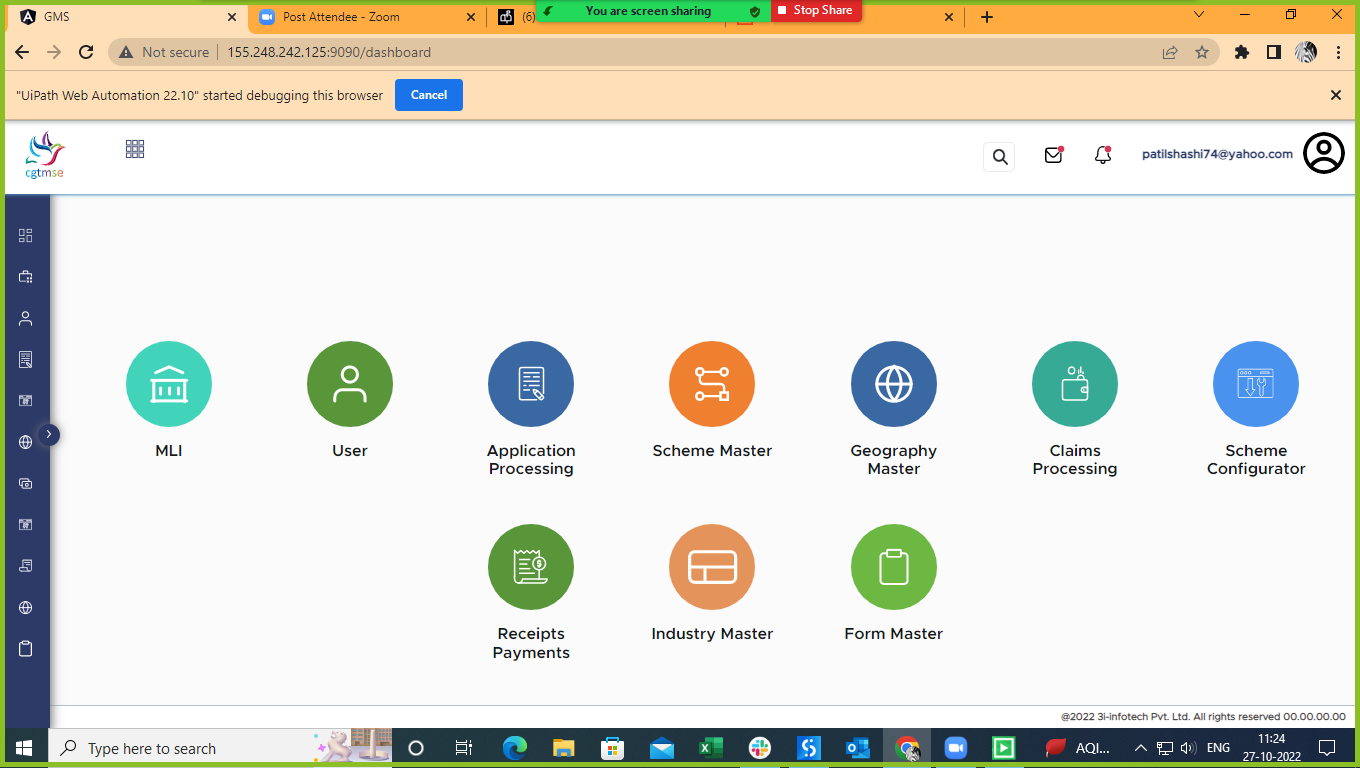 GMS
Post Attendee - Zoom
(6)
You are screen sharing
Stop Share
Not secure
155.248.242.125:9090/dashboard
"UiPath Web Automation 22.10" started debugging this browser
Cancel
cgtmse
patilshashi74@yahoo.com
MLI
User
Application
Processing
Scheme Master
Geography
Master
Claims
Processing
Scheme
Configurator
Receipts
Payments
Industry Master
Form Master
@2022 3i-infotech Pvt. Ltd. All rights reserved 00.00.00.00
Type here to search
AQI...
ENG
11:24
27-10-2022